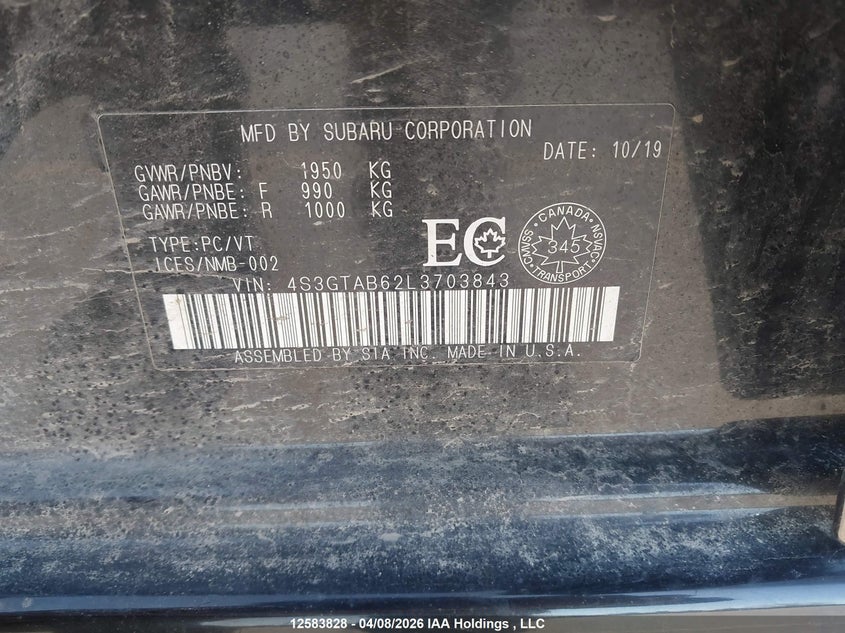 MFD BY SUBARU CORPORATION
DATE: 10/19
GVWR/PNBV: 1950 KG
GAWR/PNBE: F 990 KG
GAWR/PNBE: R 1000 KG
TYPE:PC/VT
ICES/NMB-002
EC
CANADA
CMVSS 345 NSVAC
TRANSPORT
VIN: 4S3GTAB62L3703843
ASSEMBLED BY SIA INC. MADE IN U.S.A.
12583828 - 04/08/2026 IAA Holdings , LLC